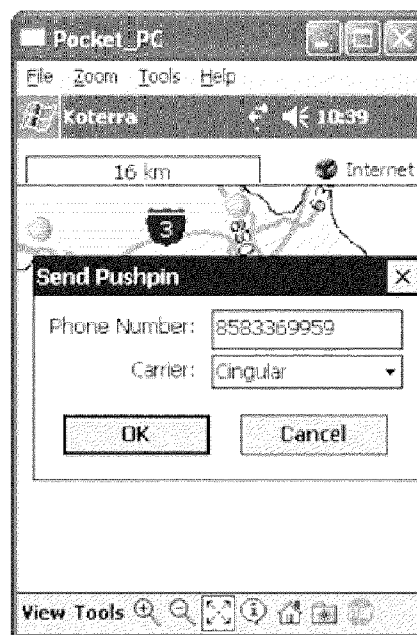 Pocket_PC
File Zoom Tools Help
Koterra 10:39
16 km Internet
3
Send Pushpin
Phone Number: 8583369959
Carrier: Cingular
OK Cancel
View Tools